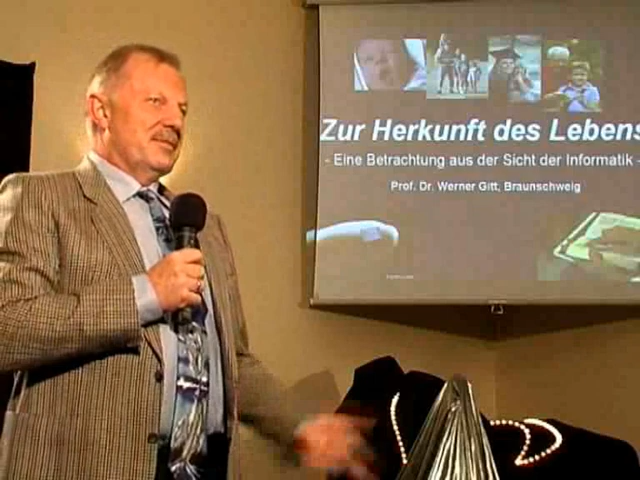 Zur Herkunft des Lebens
- Eine Betrachtung aus der Sicht der Informatik -
Prof. Dr. Werner Gitt, Braunschweig